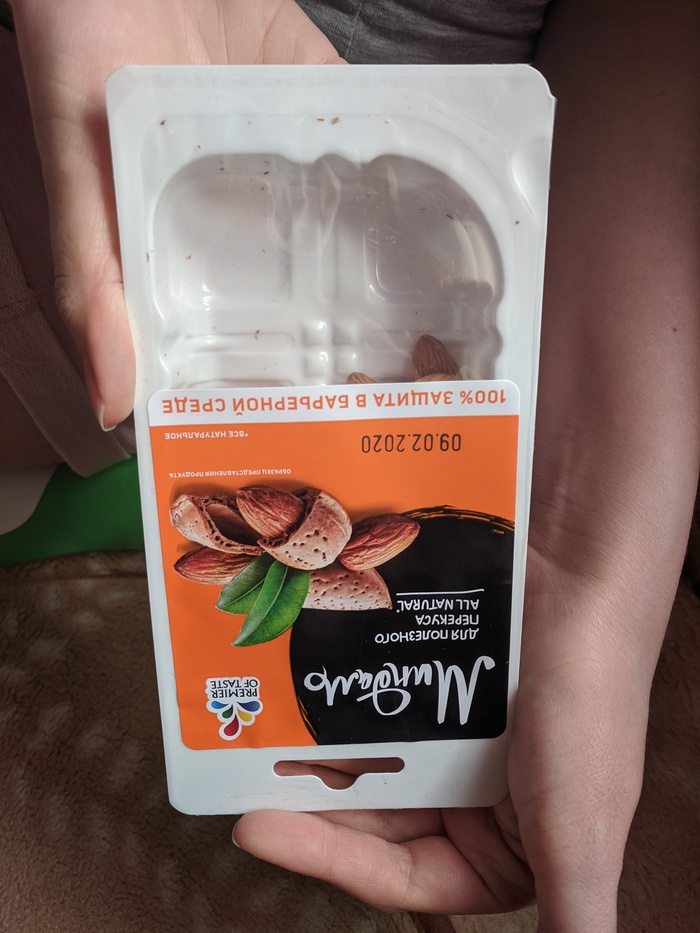 PREMIER
OF TASTE
Миндаль
ДЛЯ ПОЛЕЗНОГО
ПЕРЕКУСА
ALL NATURAL*
ОБРАЗЕЦ ПРЕДСТАВЛЕНИЯ ПРОДУКТА
*ВСЕ НАТУРАЛЬНОЕ
09.02.2020
100% ЗАЩИТА В БАРЬЕРНОЙ СРЕДЕ